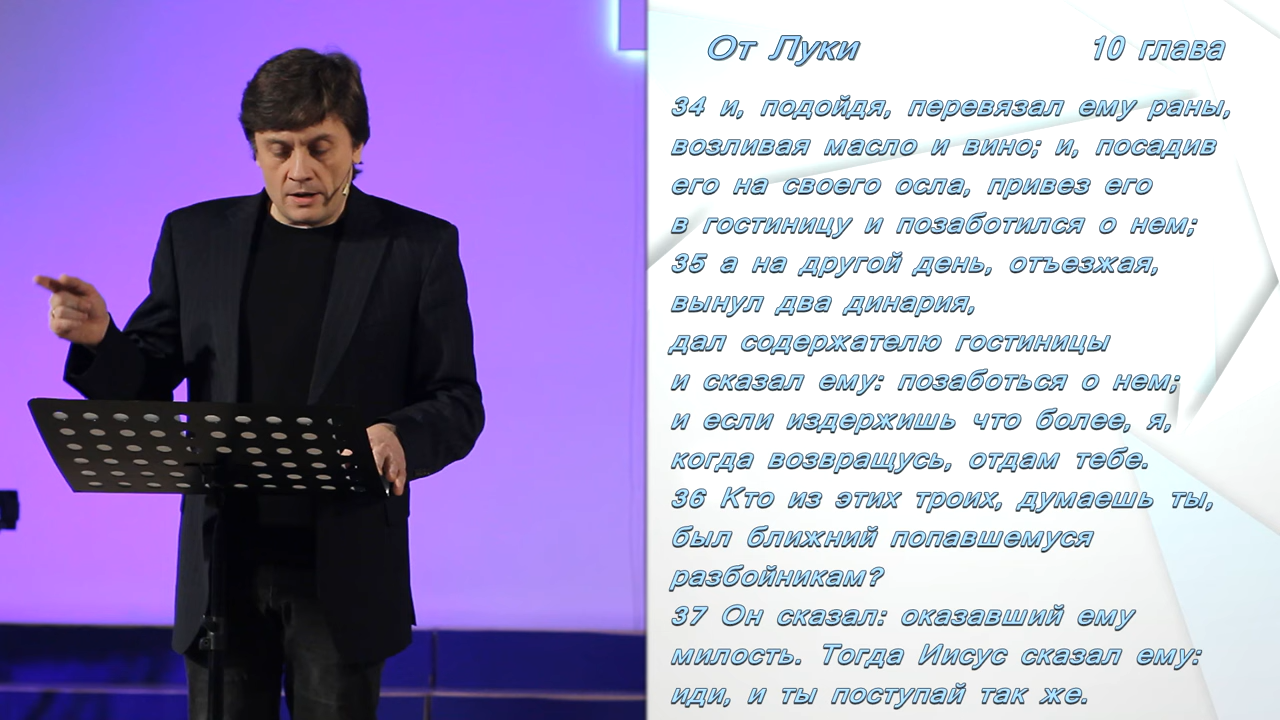 От Луки 10 глава
34 и, подойдя, перевязал ему раны,
возливая масло и вино; и, посадив
его на своего осла, привез его
в гостиницу и позаботился о нем;
35 а на другой день, отъезжая,
вынул два динария,
дал содержателю гостиницы
и сказал ему: позаботься о нем;
и если издержишь что более, я,
когда возвращусь, отдам тебе.
36 Кто из этих троих, думаешь ты,
был ближний попавшемуся
разбойникам?
37 Он сказал: оказавший ему
милость. Тогда Иисус сказал ему:
иди, и ты поступай так же.